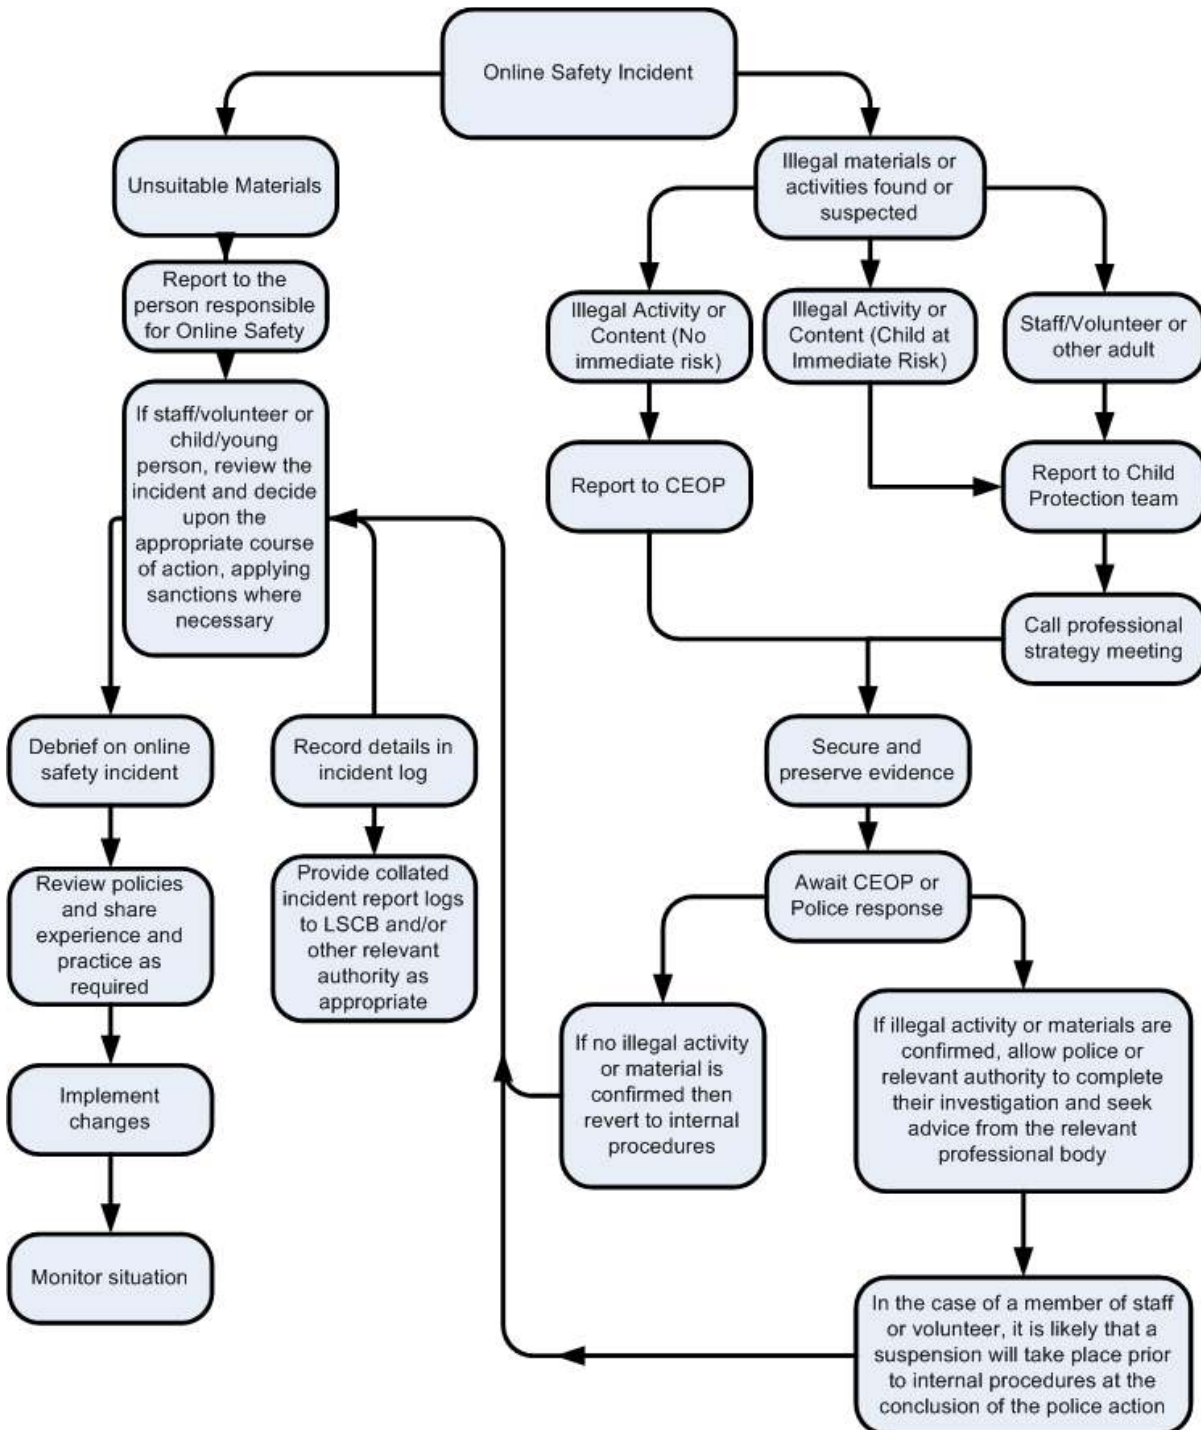 Online Safety Incident
Unsuitable Materials
Illegal materials or
activities found or
suspected
Report to the
person responsible
for Online Safety
Illegal Activity or
Content (No
immediate risk)
Illegal Activity or
Content (Child at
Immediate Risk)
Staff/Volunteer or
other adult
If staff/volunteer or
child/young
person, review the
incident and decide
upon the
appropriate course
of action, applying
sanctions where
necessary
Report to CEOP
Report to Child
Protection team
Call professional
strategy meeting
Debrief on online
safety incident
Record details in
incident log
Secure and
preserve evidence
Review policies
and share
experience and
practice as
required
Provide collated
incident report logs
to LSCB and/or
other relevant
authority as
appropriate
Await CEOP or
Police response
If no illegal activity
or material is
confirmed then
revert to internal
procedures
If illegal activity or materials are
confirmed, allow police or
relevant authority to complete
their investigation and seek
advice from the relevant
professional body
Implement
changes
Monitor situation
In the case of a member of staff
or volunteer, it is likely that a
suspension will take place prior
to internal procedures at the
conclusion of the police action